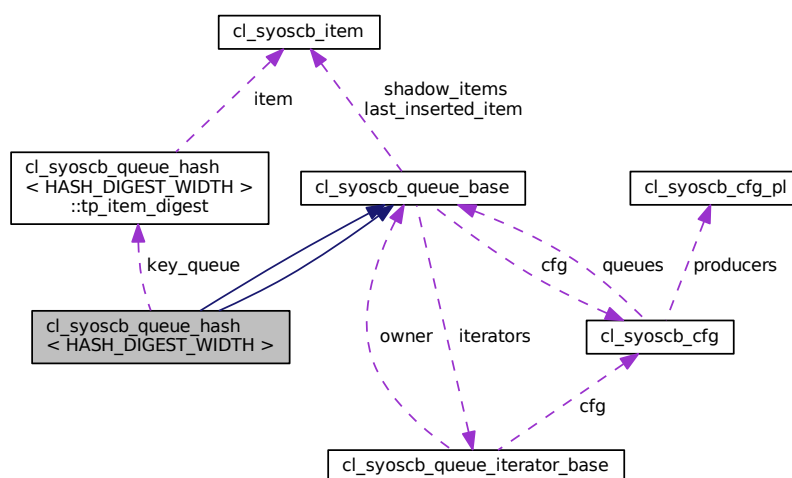 cl_syoscb_item
shadow_items
last_inserted_item
item
cl_syoscb_queue_hash
< HASH_DIGEST_WIDTH >
::tp_item_digest
cl_syoscb_queue_base
cl_syoscb_cfg_pl
key_queue
cfg
queues
producers
cl_syoscb_queue_hash
< HASH_DIGEST_WIDTH >
owner
iterators
cl_syoscb_cfg
cfg
cl_syoscb_queue_iterator_base